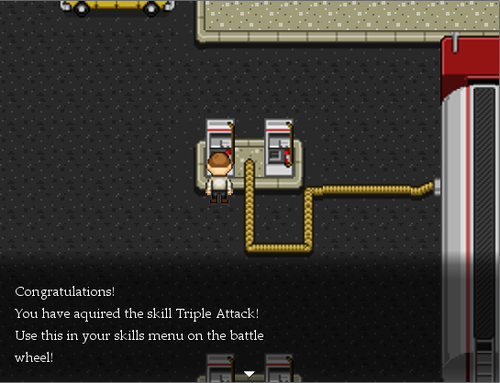 Congratulations!
You have aquired the skill Triple Attack!
Use this in your skills menu on the battle
wheel!